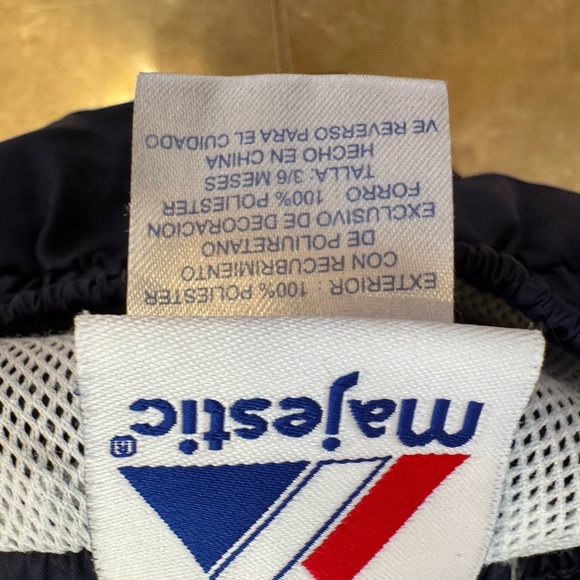 EXTERIOR: 100% POLIESTER
CON RECUBRIMIENTO
DE POLIURETANO
EXCLUSIVO DE DECORACION
FORRO: 100% POLIESTER
TALLA: 3/6 MESES
HECHO EN CHINA
VE REVERSO PARA EL CUIDADO
majestic®